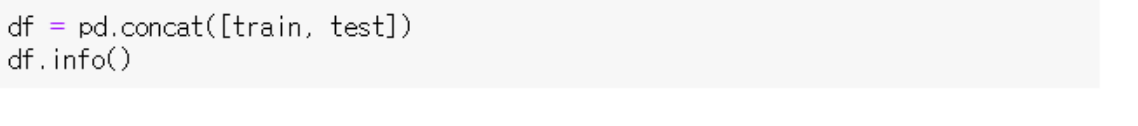 df = pd.concat([train, test])
df.info()